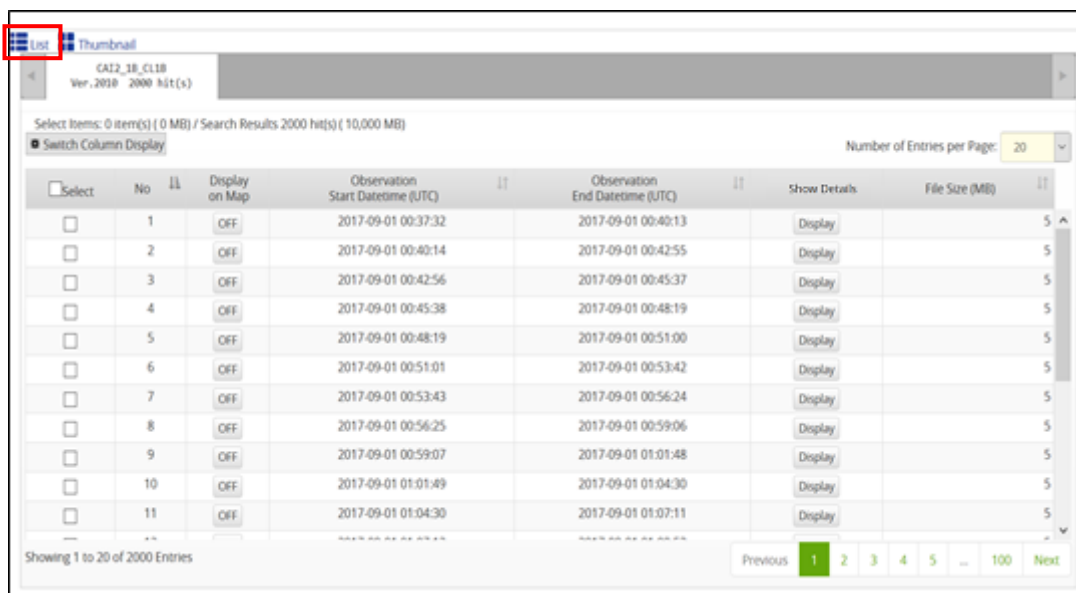 List Thumbnail
CAI2_1B_CL1B
Ver.2010 2000 hit(s)
Select Items: 0 item(s) ( 0 MB) / Search Results 2000 hit(s) ( 10,000 MB)
Switch Column Display Number of Entries per Page: 20
Select No Display on Map Observation Start Datetime (UTC) Observation End Datetime (UTC) Show Details File Size (MB)
1 OFF 2017-09-01 00:37:32 2017-09-01 00:40:13 Display 5
2 OFF 2017-09-01 00:40:14 2017-09-01 00:42:55 Display 5
3 OFF 2017-09-01 00:42:56 2017-09-01 00:45:37 Display 5
4 OFF 2017-09-01 00:45:38 2017-09-01 00:48:19 Display 5
5 OFF 2017-09-01 00:48:19 2017-09-01 00:51:00 Display 5
6 OFF 2017-09-01 00:51:01 2017-09-01 00:53:42 Display 5
7 OFF 2017-09-01 00:53:43 2017-09-01 00:56:24 Display 5
8 OFF 2017-09-01 00:56:25 2017-09-01 00:59:06 Display 5
9 OFF 2017-09-01 00:59:07 2017-09-01 01:01:48 Display 5
10 OFF 2017-09-01 01:01:49 2017-09-01 01:04:30 Display 5
11 OFF 2017-09-01 01:04:30 2017-09-01 01:07:11 Display 5
Showing 1 to 20 of 2000 Entries Previous 1 2 3 4 5 ... 100 Next